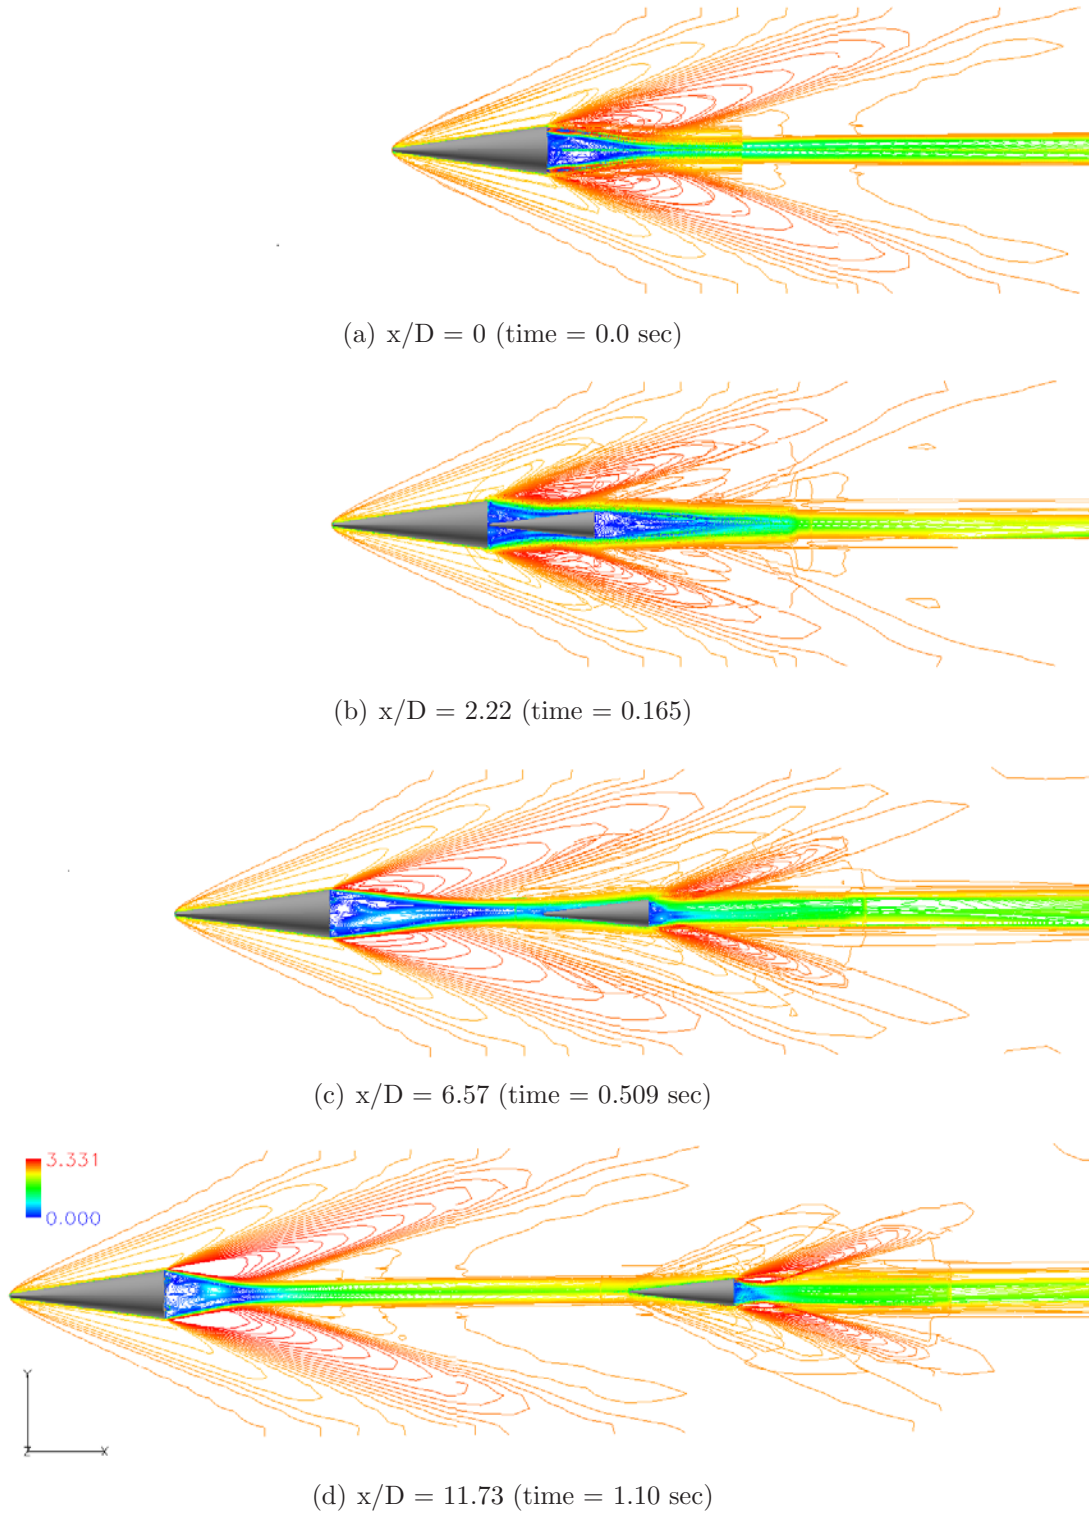 (a) x/D = 0 (time = 0.0 sec)
(b) x/D = 2.22 (time = 0.165)
(c) x/D = 6.57 (time = 0.509 sec)
3.331
0.000
Y
Z X
(d) x/D = 11.73 (time = 1.10 sec)